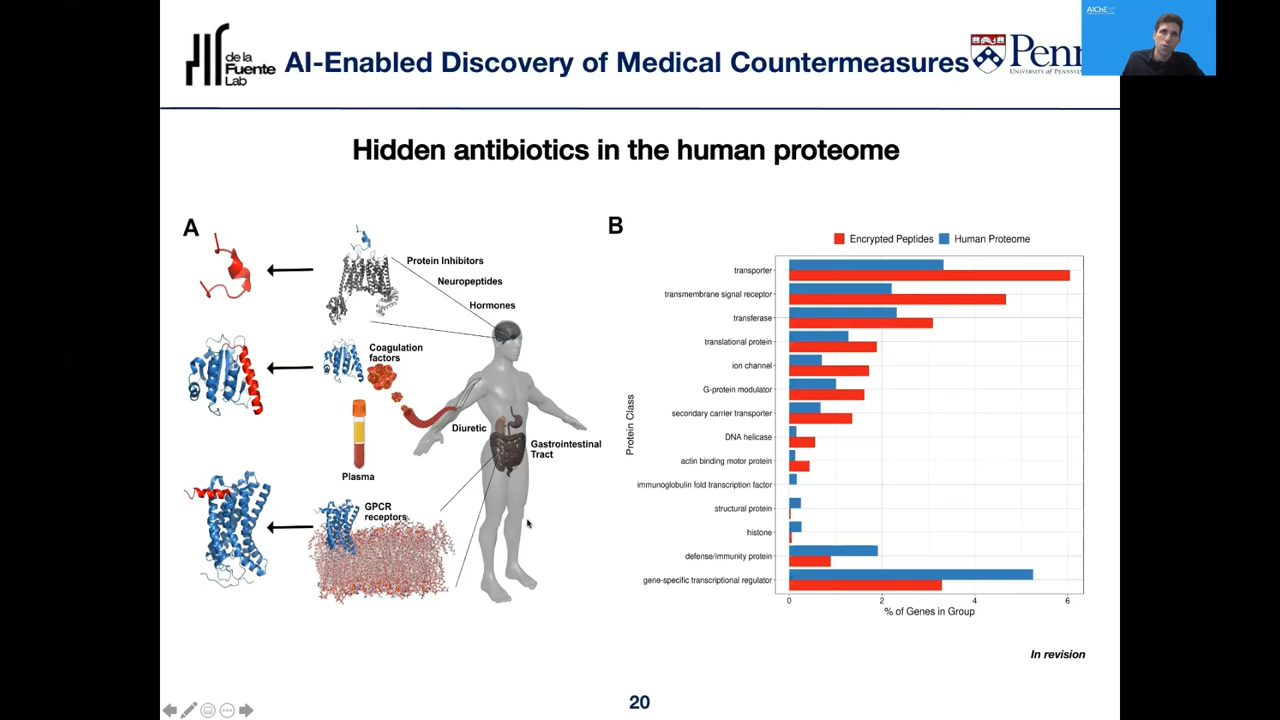 de la
Fuente
Lab
AI-Enabled Discovery of Medical Countermeasures
Penn
UNIVERSITY of PENNSYLV
AIChE
Hidden antibiotics in the human proteome
A
Protein Inhibitors
Neuropeptides
Hormones
Coagulation
factors
Diuretic
Gastrointestinal
Tract
Plasma
GPCR
receptors
B
Encrypted Peptides
Human Proteome
Protein Class
transporter
transmembrane signal receptor
transferase
translational protein
ion channel
G-protein modulator
secondary carrier transporter
DNA helicase
actin binding motor protein
immunoglobulin fold transcription factor
structural protein
histone
defense/immunity protein
gene-specific transcriptional regulator
0 2 4 6
% of Genes in Group
In revision
20